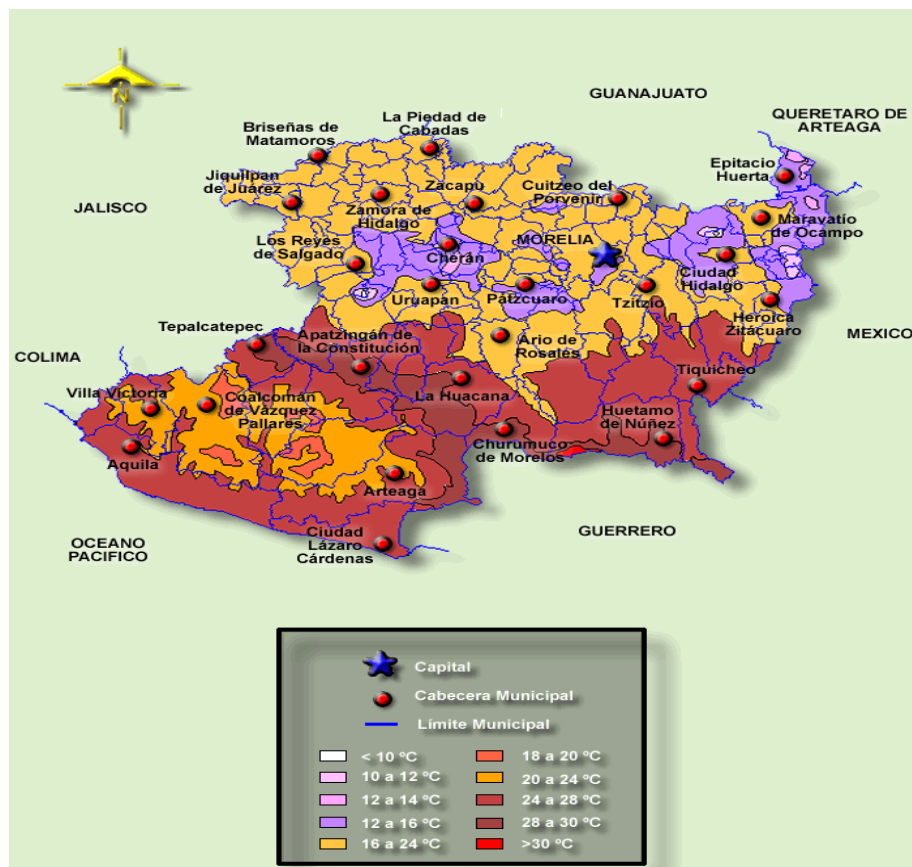 GUANAJUATO
QUERETARO DE
ARTEAGA
La Piedad de
Cabadas
Briseñas de
Matamoros
Epitacio
Huerta
Jiquilpan
de Juárez
Zacapu
Cuitzeo del
Porvenir
JALISCO
Zamora de
Hidalgo
Maravatío
de Ocampo
Los Reyes
de Salgado
Cherán
MORELIA
Ciudad
Hidalgo
Uruapan
Pátzcuaro
Tzitzio
Heroica
Zitácuaro
Tepalcatepec
Apatzingán de
la Constitución
Ario de
Rosales
MEXICO
COLIMA
Tiquicheo
Villa Victoria
Coalcomán
de Vàzquez
Pallares
La Huacana
Huetamo
de Núñez
Churumuco
de Morelos
Aquila
Arteaga
OCEANO
PACIFICO
Ciudad
Lázaro
Cárdenas
GUERRERO
N
Capital
Cabecera Municipal
Límite Municipal
< 10 ºC
10 a 12 ºC
12 a 14 ºC
12 a 16 ºC
16 a 24 ºC
18 a 20 ºC
20 a 24 ºC
24 a 28 ºC
28 a 30 ºC
>30 ºC